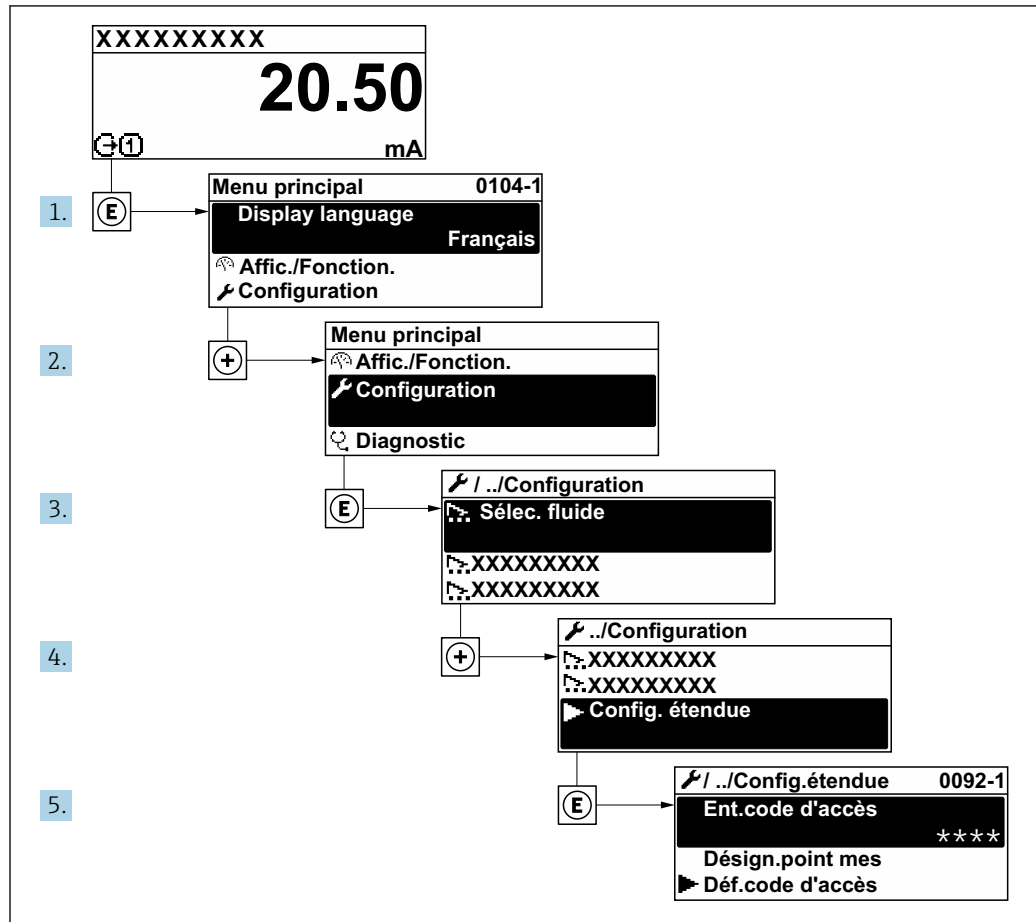 XXXXXXXXX
20.50
mA
1.
E
Menu principal 0104-1
Display language
Français
Affic./Fonction.
Configuration
2.
+
Menu principal
Affic./Fonction.
Configuration
Diagnostic
3.
E
/ ../Configuration
Sélec. fluide
XXXXXXXXX
XXXXXXXXX
4.
+
../Configuration
XXXXXXXXX
XXXXXXXXX
Config. étendue
5.
E
/ ../Config.étendue 0092-1
Ent.code d'accès
****
Désign.point mes
Déf.code d'accès